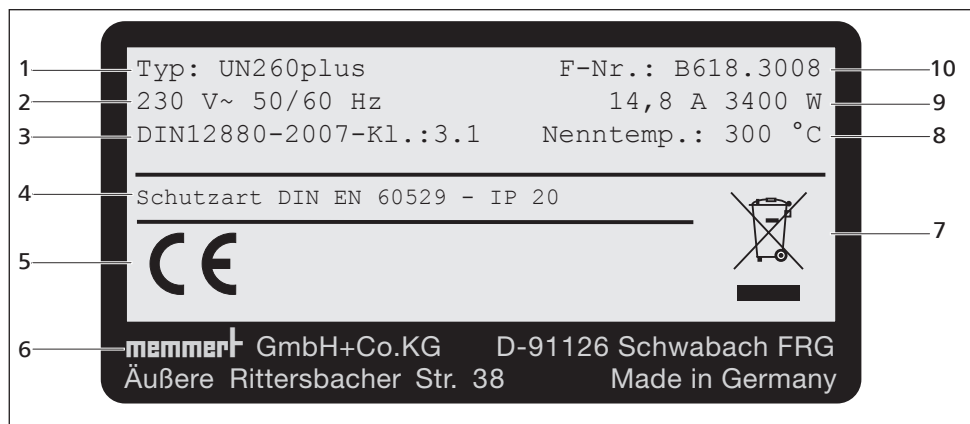 1 Typ: UN260plus F-Nr.: B618.3008 10
2 230 V~ 50/60 Hz 14,8 A 3400 W 9
3 DIN12880-2007-Kl.:3.1 Nenntemp.: 300 °C 8
4 Schutzart DIN EN 60529 - IP 20
5 CE 7
6 memmert GmbH+Co.KG D-91126 Schwabach FRG
Äußere Rittersbacher Str. 38 Made in Germany